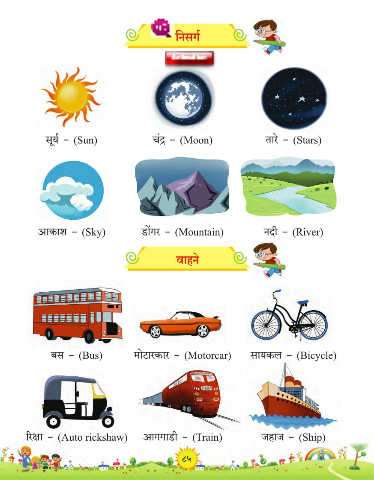 निसर्ग
सूर्य - (Sun) चंद्र - (Moon) तारे - (Stars)
आकाश - (Sky) डोंगर - (Mountain) नदी - (River)
वाहने
बस - (Bus) मोटारकार - (Motorcar) सायकल - (Bicycle)
रिक्षा - (Auto rickshaw) आगगाडी - (Train) जहाज - (Ship)